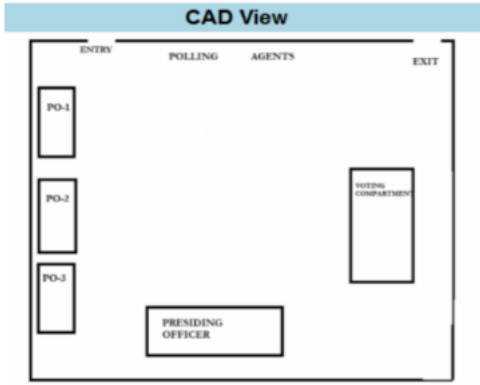 CAD View
ENTRY
POLLING AGENTS
EXIT
PO-1
PO-2
VOTING
COMPARTMENT
PO-3
PRESIDING
OFFICER